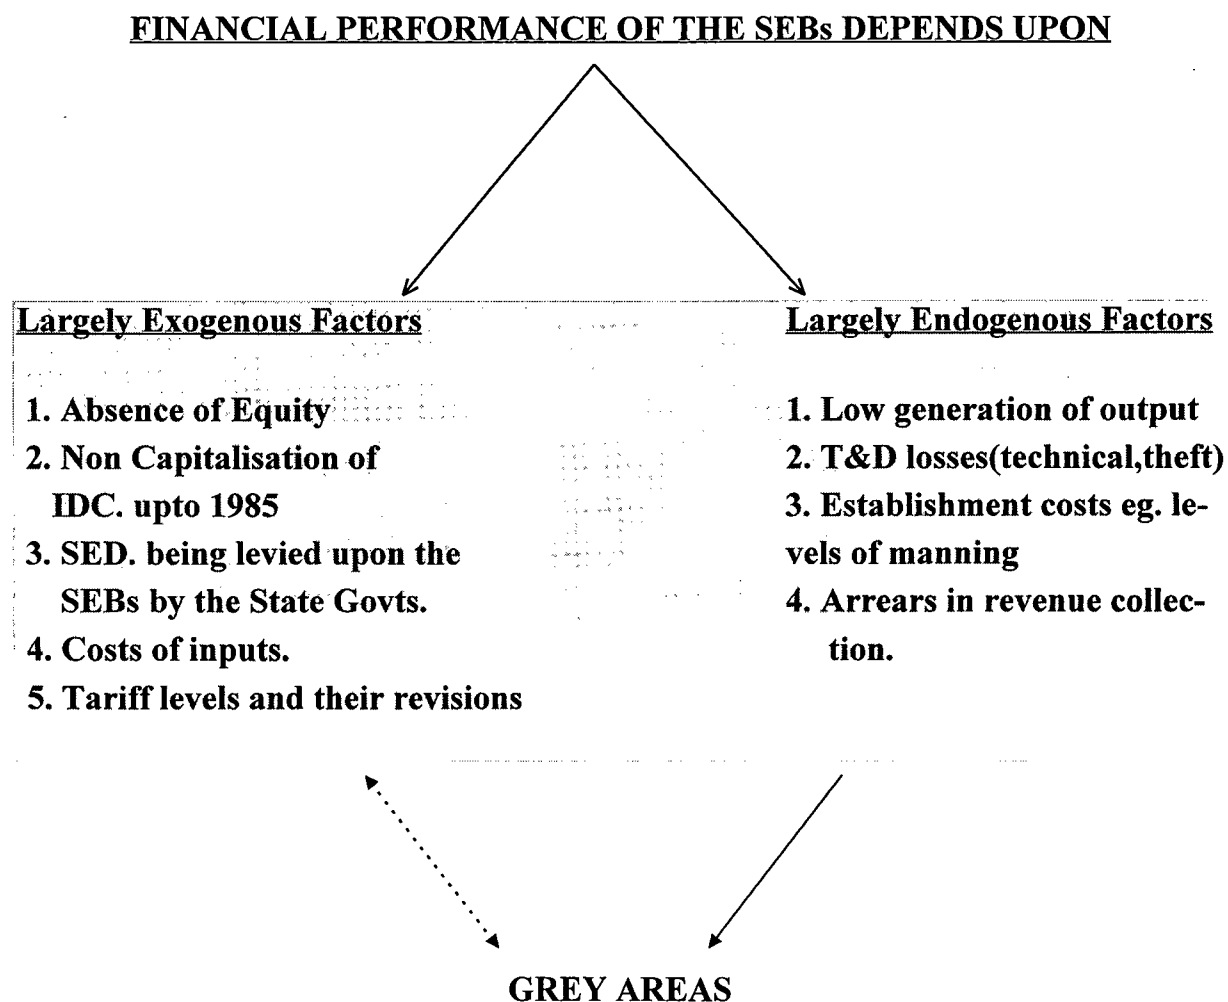 FINANCIAL PERFORMANCE OF THE SEBs DEPENDS UPON
Largely Exogenous Factors
1. Absence of Equity
2. Non Capitalisation of
IDC. upto 1985
3. SED. being levied upon the
SEBs by the State Govts.
4. Costs of inputs.
5. Tariff levels and their revisions
Largely Endogenous Factors
1. Low generation of output
2. T&D losses(technical,theft)
3. Establishment costs eg. le-
vels of manning
4. Arrears in revenue collec-
tion.
GREY AREAS